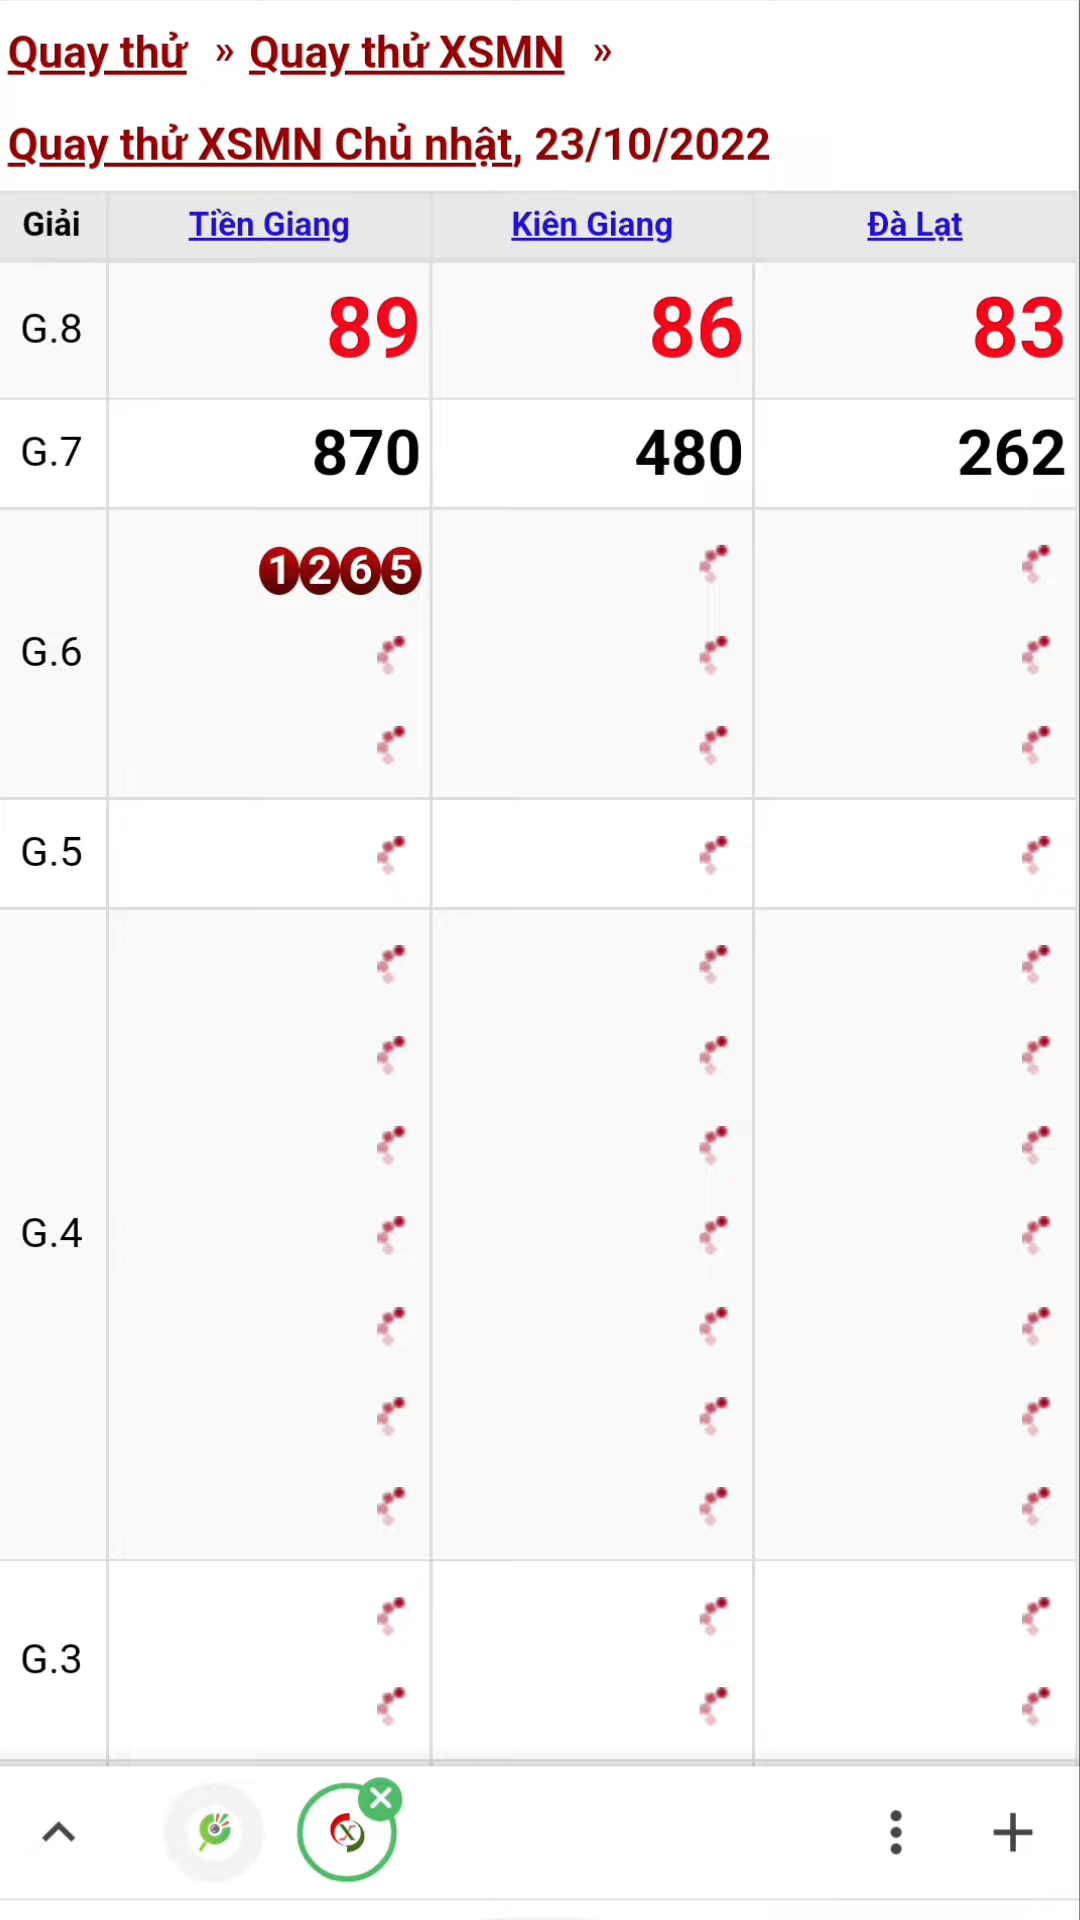 Quay thử » Quay thử XSMN »
Quay thử XSMN Chủ nhật, 23/10/2022
Giải Tiền Giang Kiên Giang Đà Lạt
G.8 89 86 83
G.7 870 480 262
1265
G.6
G.5
G.4
G.3
X